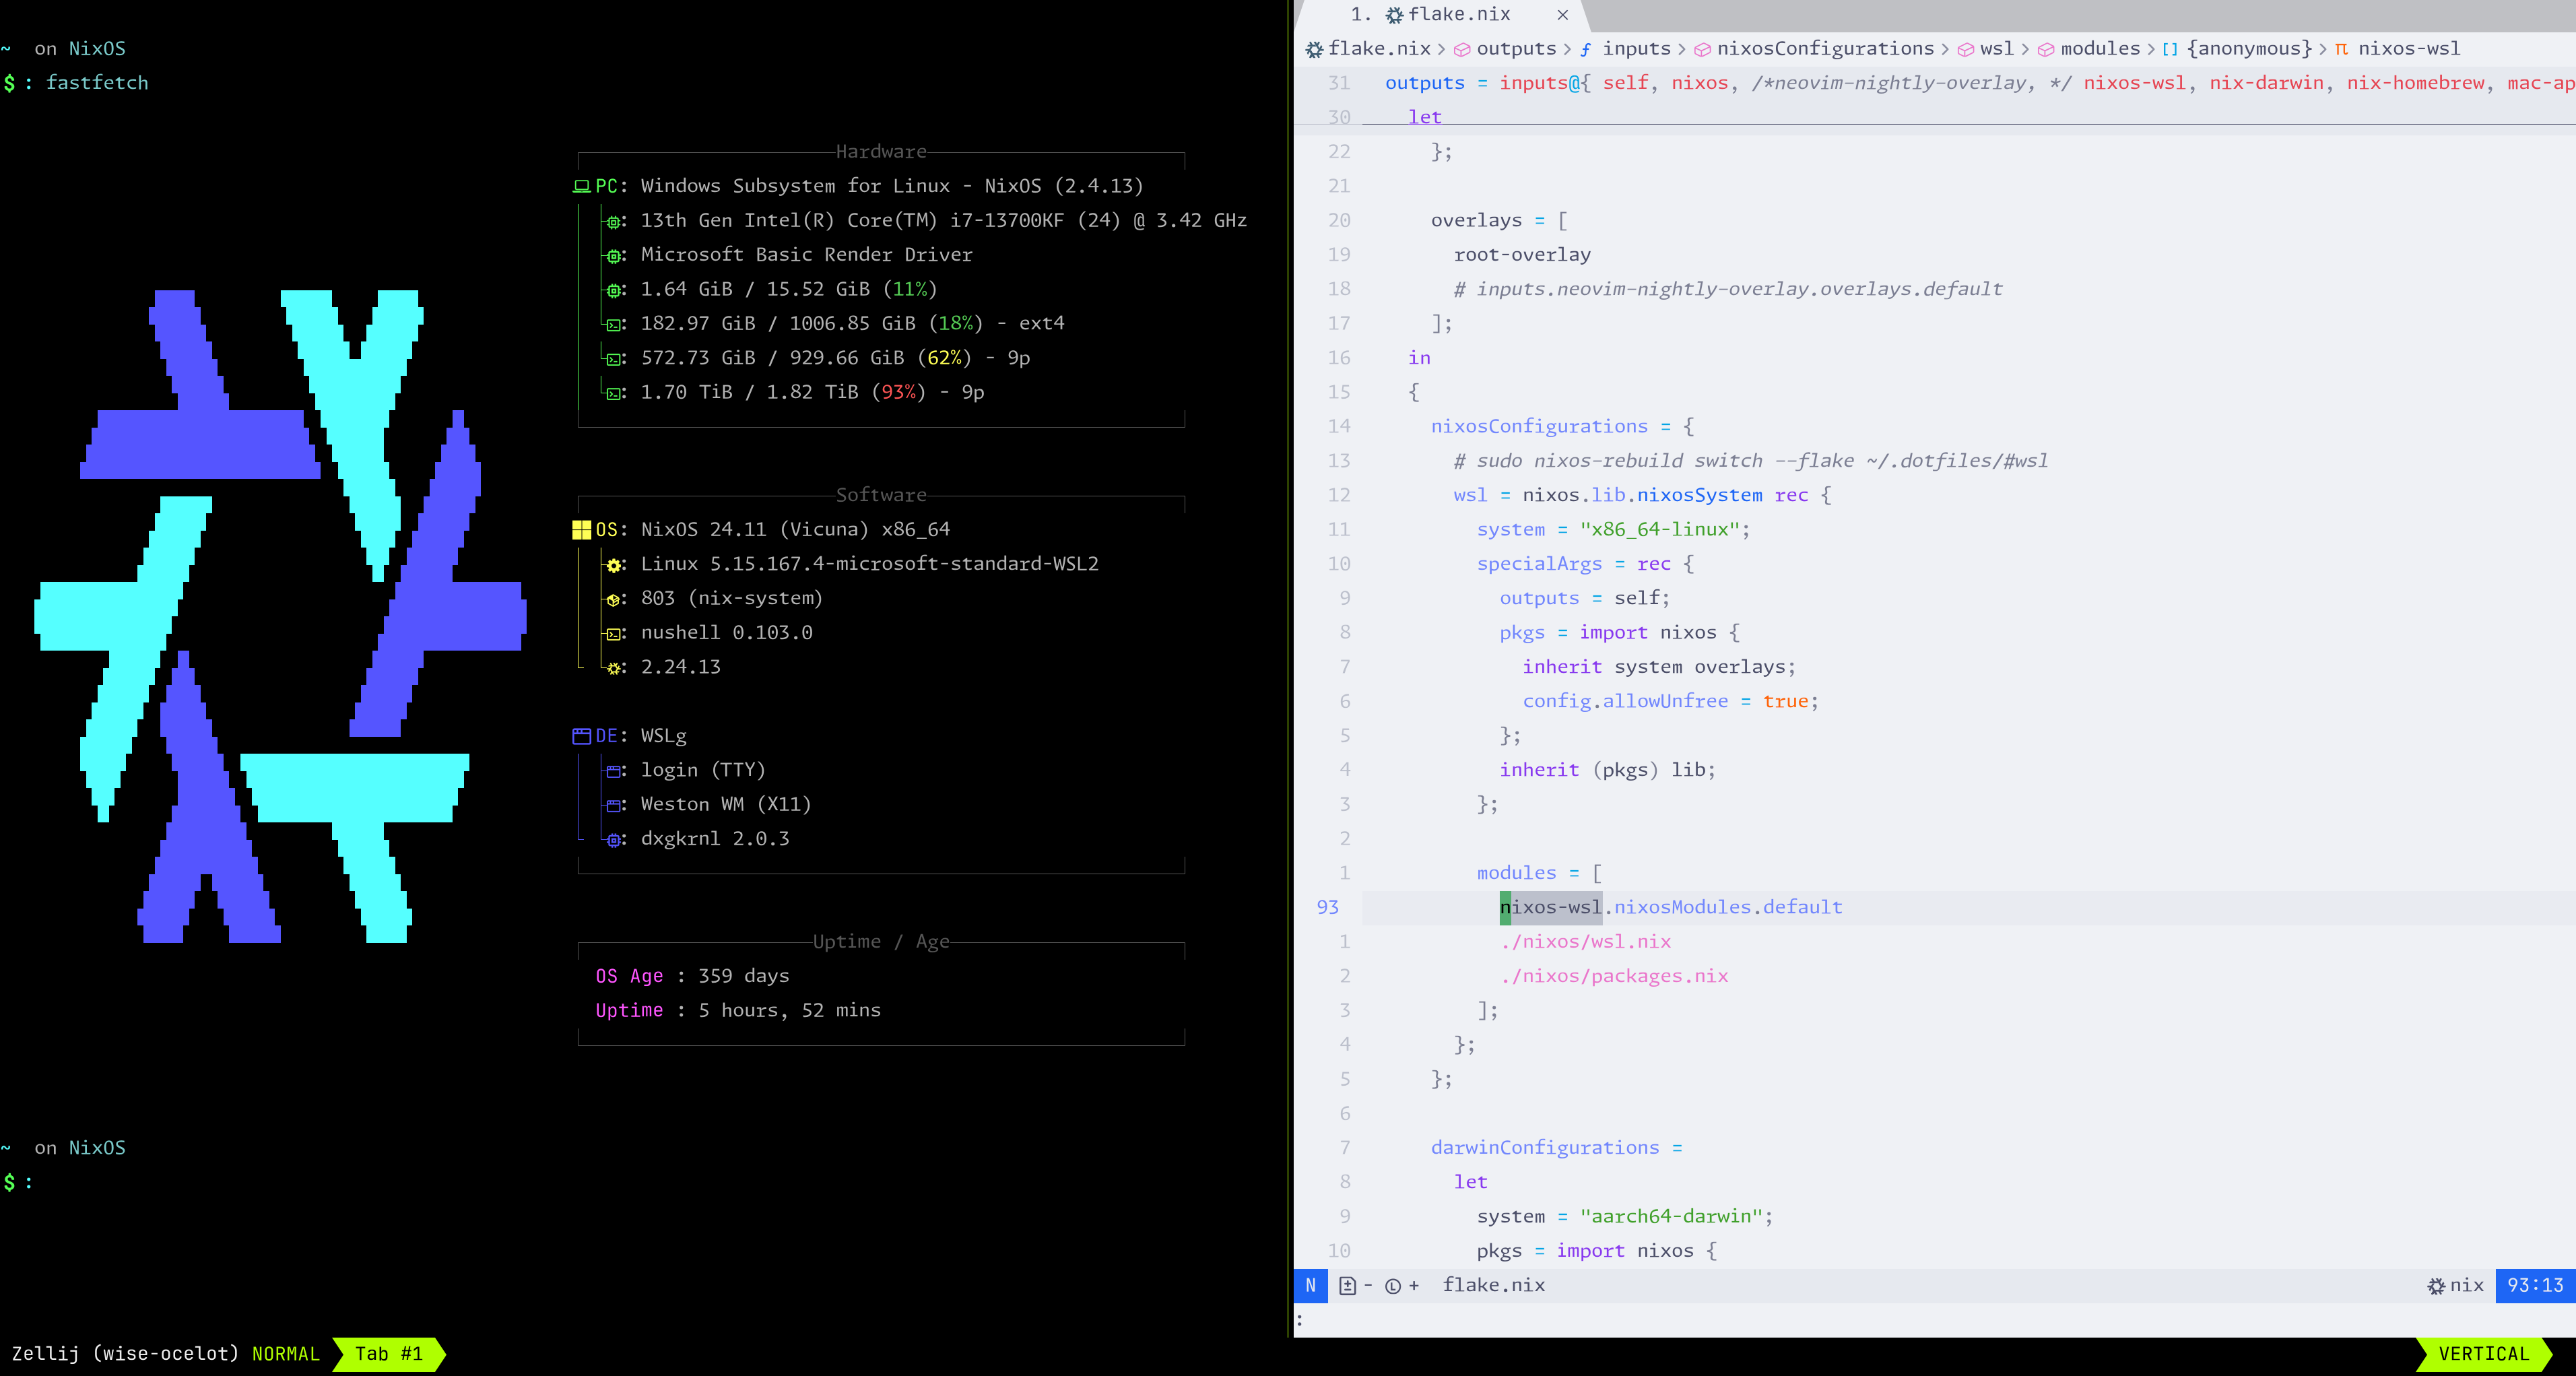 ~ on NixOS
$ : fastfetch
Hardware
PC: Windows Subsystem for Linux - NixOS (2.4.13)
: 13th Gen Intel(R) Core(TM) i7-13700KF (24) @ 3.42 GHz
: Microsoft Basic Render Driver
: 1.64 GiB / 15.52 GiB (11%)
: 182.97 GiB / 1006.85 GiB (18%) - ext4
: 572.73 GiB / 929.66 GiB (62%) - 9p
: 1.70 TiB / 1.82 TiB (93%) - 9p
Software
OS: NixOS 24.11 (Vicuna) x86_64
: Linux 5.15.167.4-microsoft-standard-WSL2
: 803 (nix-system)
: nushell 0.103.0
: 2.24.13
DE: WSLg
: login (TTY)
: Weston WM (X11)
: dxgkrnl 2.0.3
Uptime / Age
OS Age : 359 days
Uptime : 5 hours, 52 mins
~ on NixOS
$ :
1. flake.nix ×
flake.nix > outputs > ƒ inputs > nixosConfigurations > wsl > modules > [] {anonymous} > π nixos-wsl
31 outputs = inputs@{ self, nixos, /*neovim-nightly-overlay, */ nixos-wsl, nix-darwin, nix-homebrew, mac-ap
30 let
22 };
21
20 overlays = [
19 root-overlay
18 # inputs.neovim-nightly-overlay.overlays.default
17 ];
16 in
15 {
14 nixosConfigurations = {
13 # sudo nixos-rebuild switch --flake ~/.dotfiles/#wsl
12 wsl = nixos.lib.nixosSystem rec {
11 system = "x86_64-linux";
10 specialArgs = rec {
9 outputs = self;
8 pkgs = import nixos {
7 inherit system overlays;
6 config.allowUnfree = true;
5 };
4 inherit (pkgs) lib;
3 };
2
1 modules = [
93 nixos-wsl.nixosModules.default
1 ./nixos/wsl.nix
2 ./nixos/packages.nix
3 ];
4 };
5 };
6
7 darwinConfigurations =
8 let
9 system = "aarch64-darwin";
10 pkgs = import nixos {
N - + flake.nix nix 93:13
:
Zellij (wise-ocelot) NORMAL Tab #1 VERTICAL